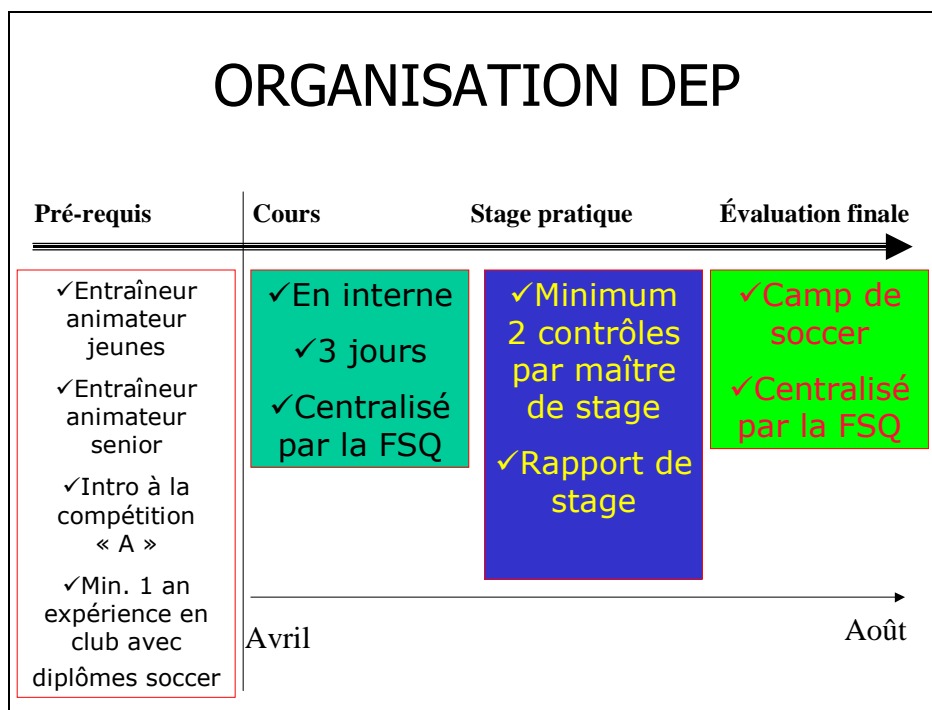 ORGANISATION DEP
Pré-requis
Cours
Stage pratique
Évaluation finale
✓Entraîneur
animateur
jeunes
✓Entraîneur
animateur
senior
✓Intro à la
compétition
« A »
✓Min. 1 an
expérience en
club avec
diplômes soccer
✓En interne
✓3 jours
✓Centralisé
par la FSQ
✓Minimum
2 contrôles
par maître
de stage
✓Rapport de
stage
✓Camp de
soccer
✓Centralisé
par la FSQ
Avril
Août